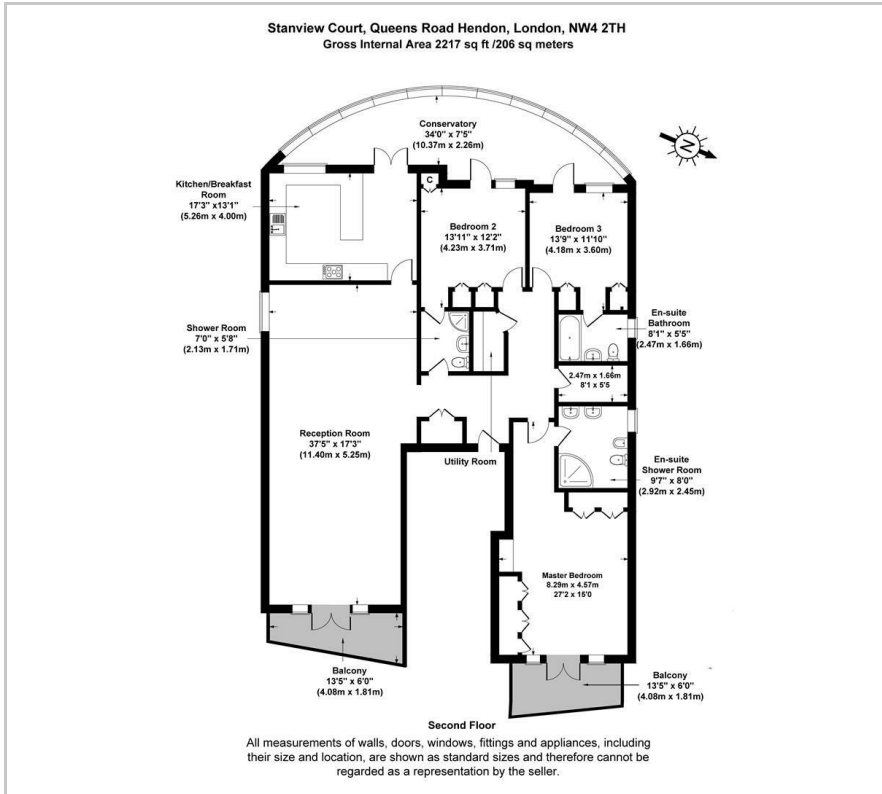 Stanview Court, Queens Road Hendon, London, NW4 2TH
Gross Internal Area 2217 sq ft /206 sq meters
Conservatory
34'0" x 7'5"
(10.37m x 2.26m)
N
Kitchen/Breakfast
Room
17'3" x13'1"
(5.26m x 4.00m)
C
Bedroom 2
13'11" x 12'2"
(4.23m x 3.71m)
Bedroom 3
13'9" x 11'10"
(4.18m x 3.60m)
Shower Room
7'0" x 5'8"
(2.13m x 1.71m)
En-suite
Bathroom
8'1" x 5'5"
(2.47m x 1.66m)
2.47m x 1.66m
8'1 x 5'5
Reception Room
37'5" x 17'3"
(11.40m x 5.25m)
Utility Room
En-suite
Shower Room
9'7" x 8'0"
(2.92m x 2.45m)
Master Bedroom
8.29m x 4.57m
27'2 x 15'0
Balcony
13'5" x 6'0"
(4.08m x 1.81m)
Balcony
13'5" x 6'0"
(4.08m x 1.81m)
Second Floor
All measurements of walls, doors, windows, fittings and appliances, including
their size and location, are shown as standard sizes and therefore cannot be
regarded as a representation by the seller.